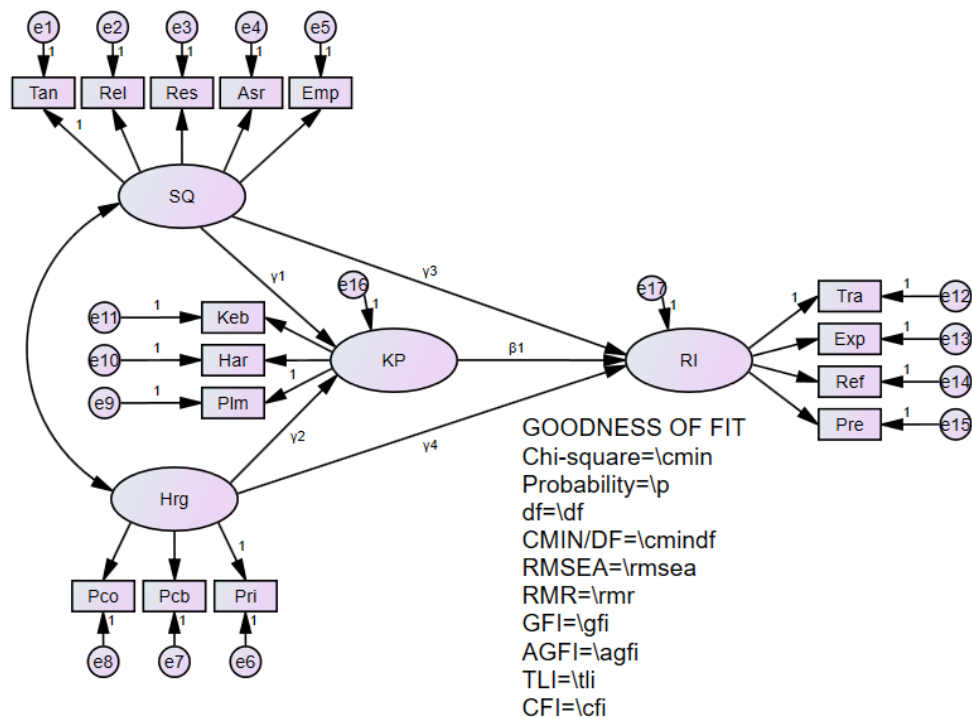 e1 e2 e3 e4 e5
1 1 1 1 1
Tan Rel Res Asr Emp
1
SQ
γ1
γ3
e16
1
e17
1
e11 1 Keb
e10 1 Har
e9 1 Plm
1
KP
β1
RI
1
Tra 1 e12
Exp 1 e13
Ref 1 e14
Pre 1 e15
γ2
γ4
Hrg
1
Pco Pcb Pri
1 1 1
e8 e7 e6
GOODNESS OF FIT
Chi-square=\cmin
Probability=\p
df=\df
CMIN/DF=\cmindf
RMSEA=\rmsea
RMR=\rmr
GFI=\gfi
AGFI=\agfi
TLI=\tli
CFI=\cfi